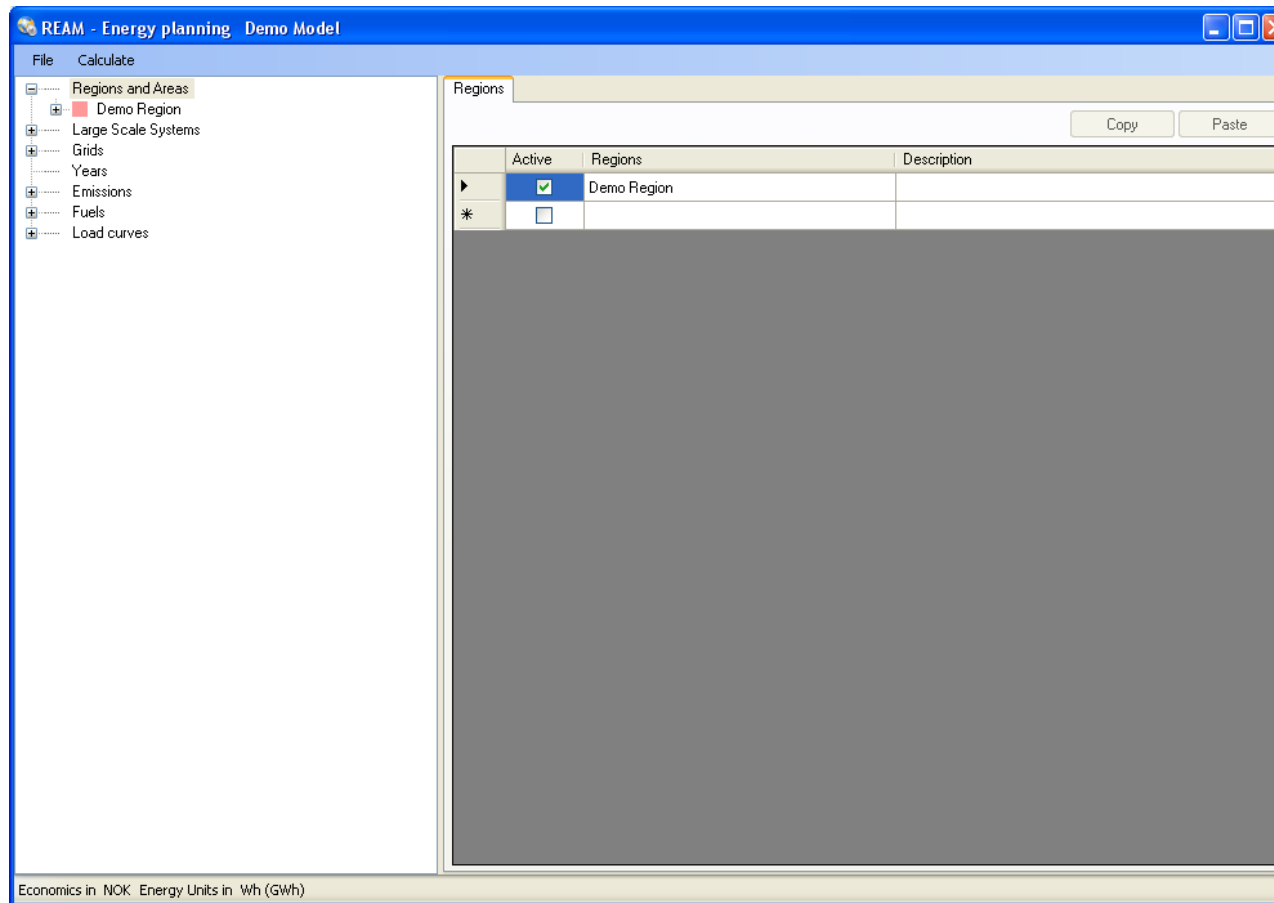 REAM - Energy planning Demo Model
File Calculate
Regions and Areas
Demo Region
Large Scale Systems
Grids
Years
Emissions
Fuels
Load curves
Regions
Copy Paste
Active Regions Description
Demo Region
Economics in NOK Energy Units in Wh (GWh)